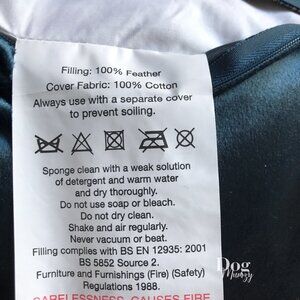 Filling: 100% Feather
Cover Fabric: 100% Cotton
Always use with a separate cover
to prevent soiling.
Sponge clean with a weak solution
of detergent and warm water
and dry thoroughly.
Do not use soap or bleach.
Do not dry clean.
Shake and air regularly.
Never vacuum or beat.
Filling complies with BS EN 12935: 2001
BS 5852 Source 2.
Furniture and Furnishings (Fire) (Safety)
Regulations 1988.
CARELESSNESS CAUSES FIRE
Dog